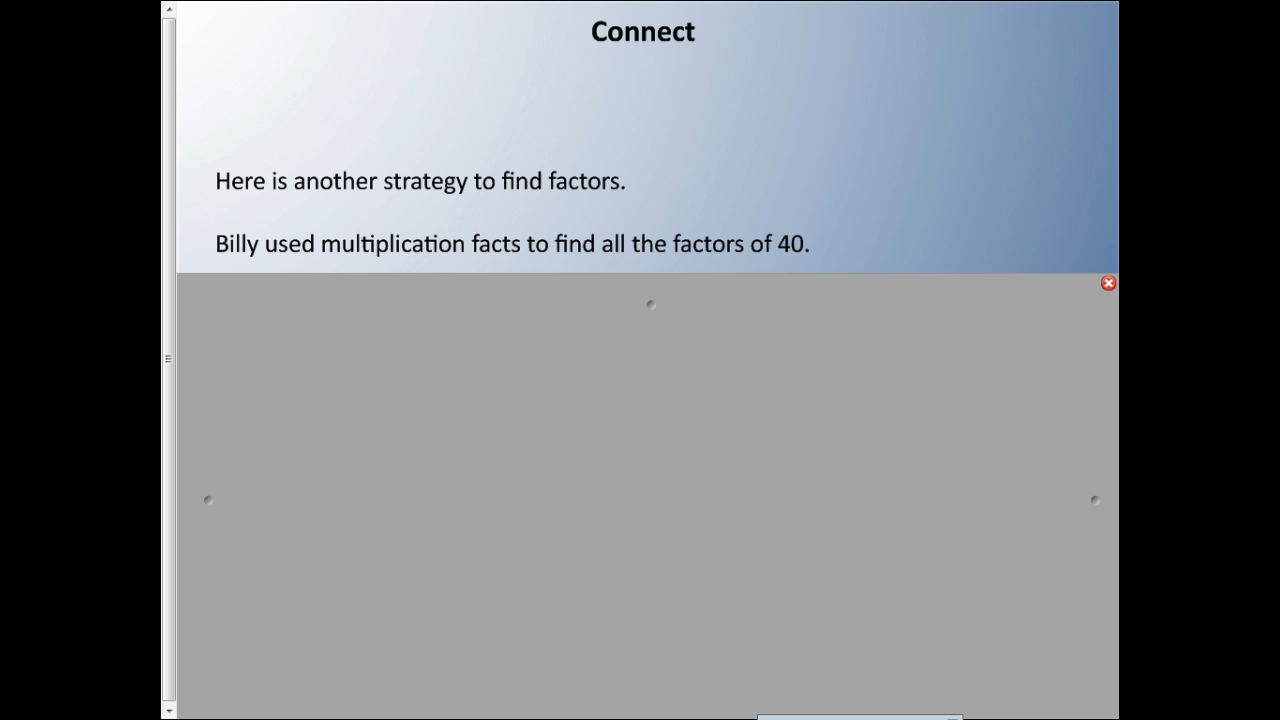 Connect
Here is another strategy to find factors.
Billy used multiplication facts to find all the factors of 40.